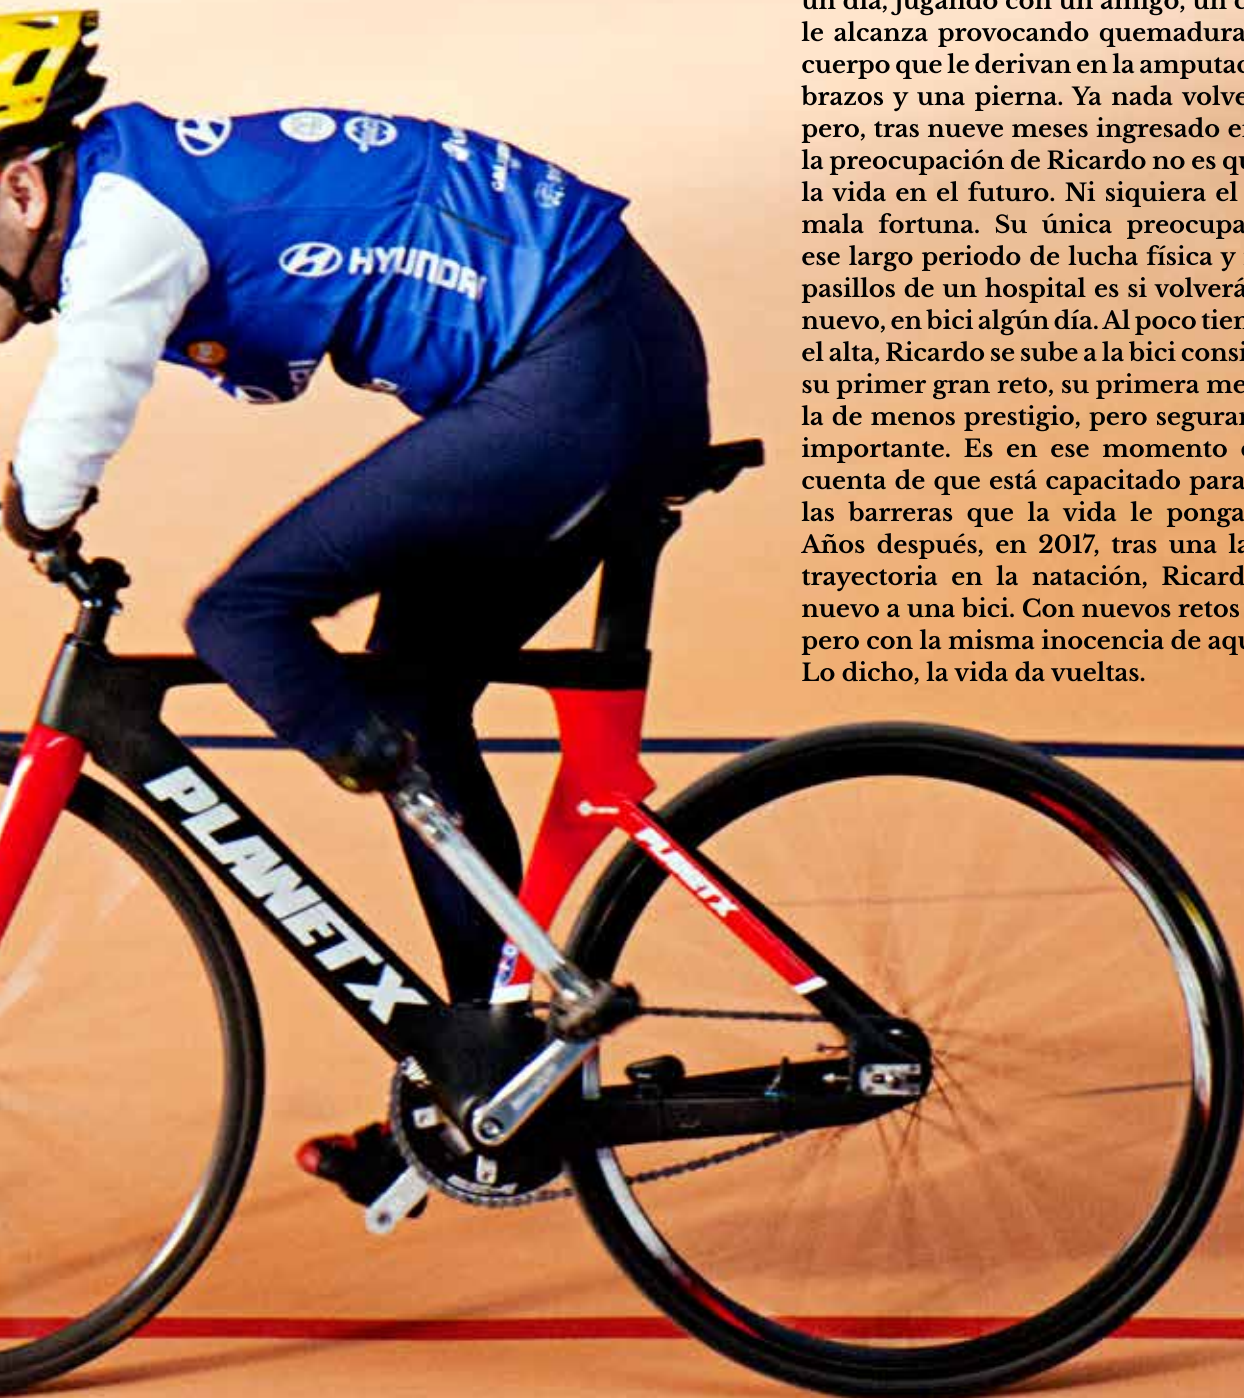 un día, jugando con un amigo, un
le alcanza provocando quemadura
cuerpo que le derivan en la amputac
brazos y una pierna. Ya nada volve
pero, tras nueve meses ingresado e
la preocupación de Ricardo no es qu
la vida en el futuro. Ni siquiera el
mala fortuna. Su única preocupa
ese largo periodo de lucha física y
pasillos de un hospital es si volverá
nuevo, en bici algún día. Al poco tien
el alta, Ricardo se sube a la bici consi
su primer gran reto, su primera me
la de menos prestigio, pero seguran
importante. Es en ese momento
cuenta de que está capacitado para
las barreras que la vida le ponga
Años después, en 2017, tras una la
trayectoria en la natación, Ricard
nuevo a una bici. Con nuevos retos
pero con la misma inocencia de aqu
Lo dicho, la vida da vueltas.
HYUNDAI
PLANET X
PLANET X